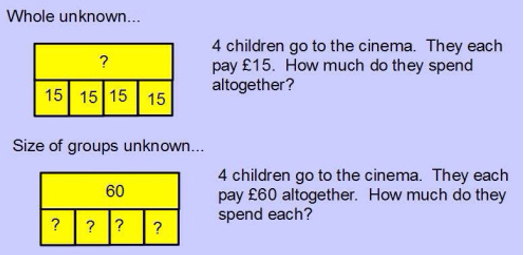 Whole unknown...
?
15 15 15 15
4 children go to the cinema. They each
pay £15. How much do they spend
altogether?
Size of groups unknown...
60
? ? ? ?
4 children go to the cinema. They each
pay £60 altogether. How much do they
spend each?